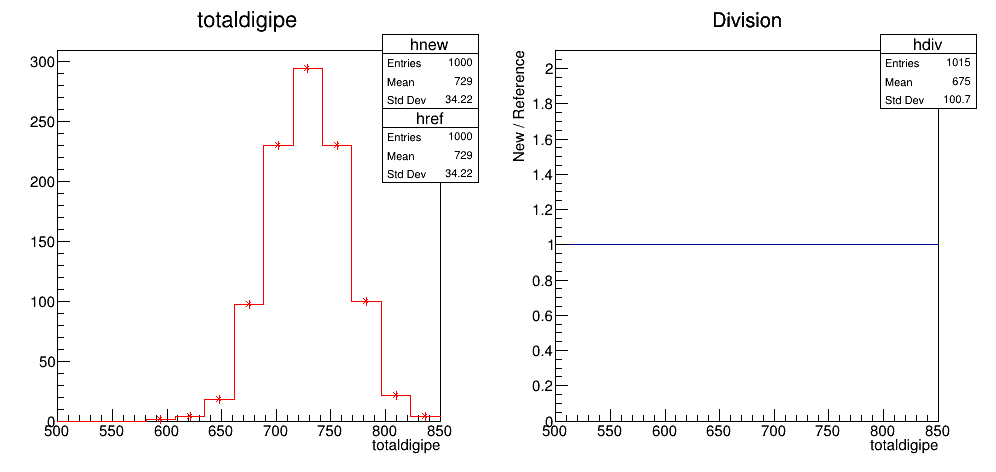 totaldigipe
hnew
Entries 1000
Mean 729
Std Dev 34.22
href
Entries 1000
Mean 729
Std Dev 34.22
300
250
200
150
100
50
0
500 550 600 650 700 750 800 850
totaldigipe
Division
hdiv
Entries 1015
Mean 675
Std Dev 100.7
New / Reference
2
1.8
1.6
1.4
1.2
1
0.8
0.6
0.4
0.2
0
500 550 600 650 700 750 800 850
totaldigipe